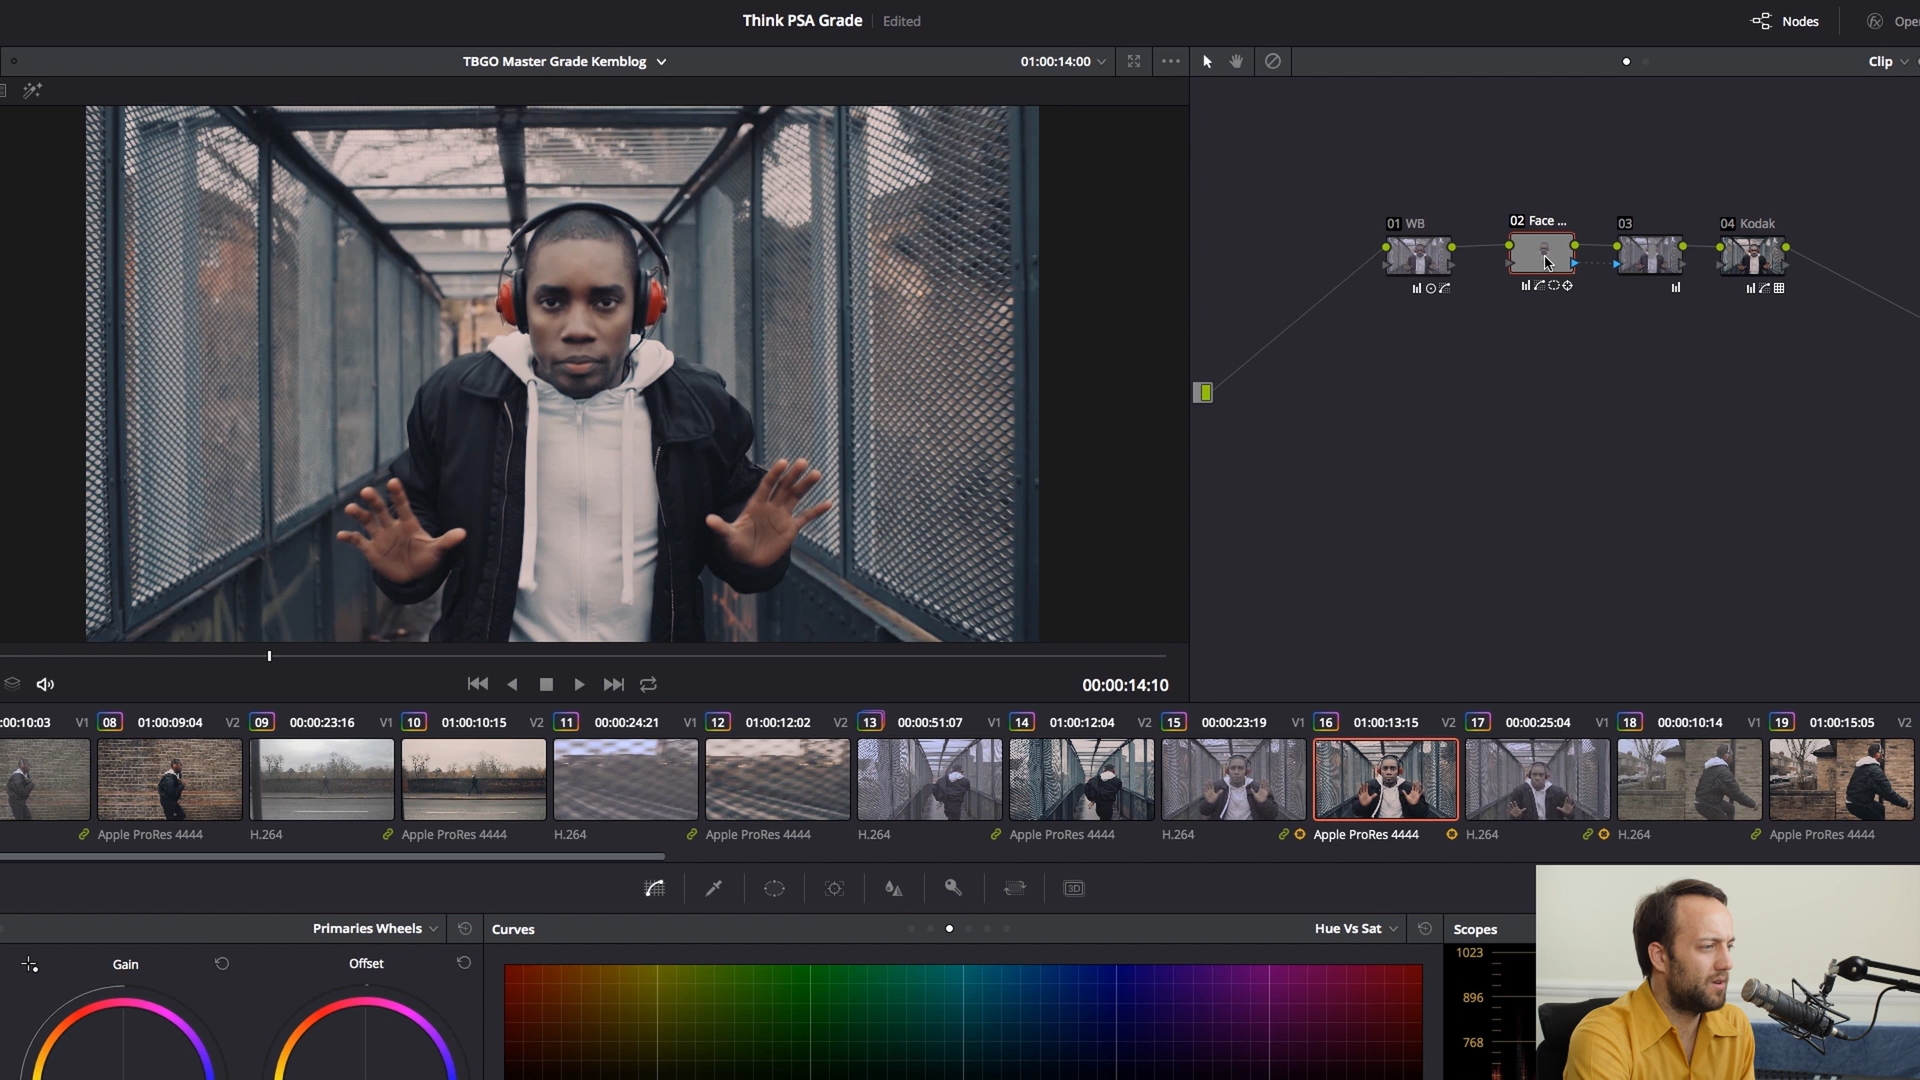 Think PSA Grade Edited
Nodes
TBGO Master Grade Kemblog
01:00:14:00
Clip
01 WB
02 Face ...
03
04 Kodak
00:00:14:10
:00:10:03 V1
08 01:00:09:04 V2
09 00:00:23:16 V1
10 01:00:10:15 V2
11 00:00:24:21 V1
12 01:00:12:02 V2
13 00:00:51:07 V1
14 01:00:12:04 V2
15 00:00:23:19 V1
16 01:00:13:15 V2
17 00:00:25:04 V1
18 00:00:10:14 V1
19 01:00:15:05 V2
Apple ProRes 4444
H.264
Apple ProRes 4444
H.264
Apple ProRes 4444
H.264
Apple ProRes 4444
H.264
Apple ProRes 4444
H.264
H.264
Apple ProRes 4444
3D
Primaries Wheels
Curves
Hue Vs Sat
Scopes
Gain
Offset
1023
896
768